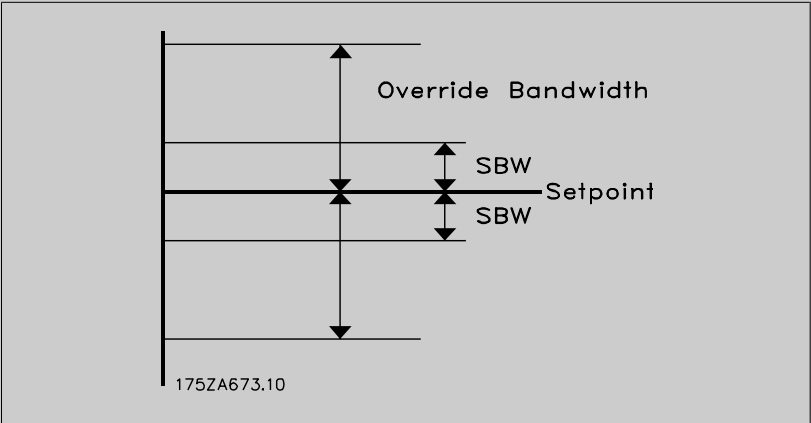 Override Bandwidth
SBW
Setpoint
SBW
175ZA673.10